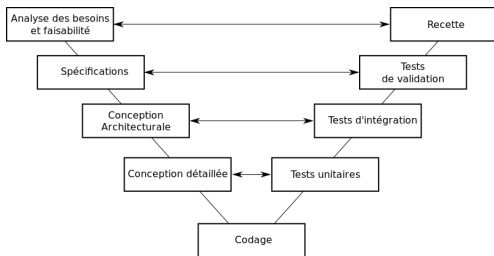 Analyse des besoins
et faisabilité
Recette
Spécifications
Tests
de validation
Conception
Architecturale
Tests d'intégration
Conception détaillée
Tests unitaires
Codage